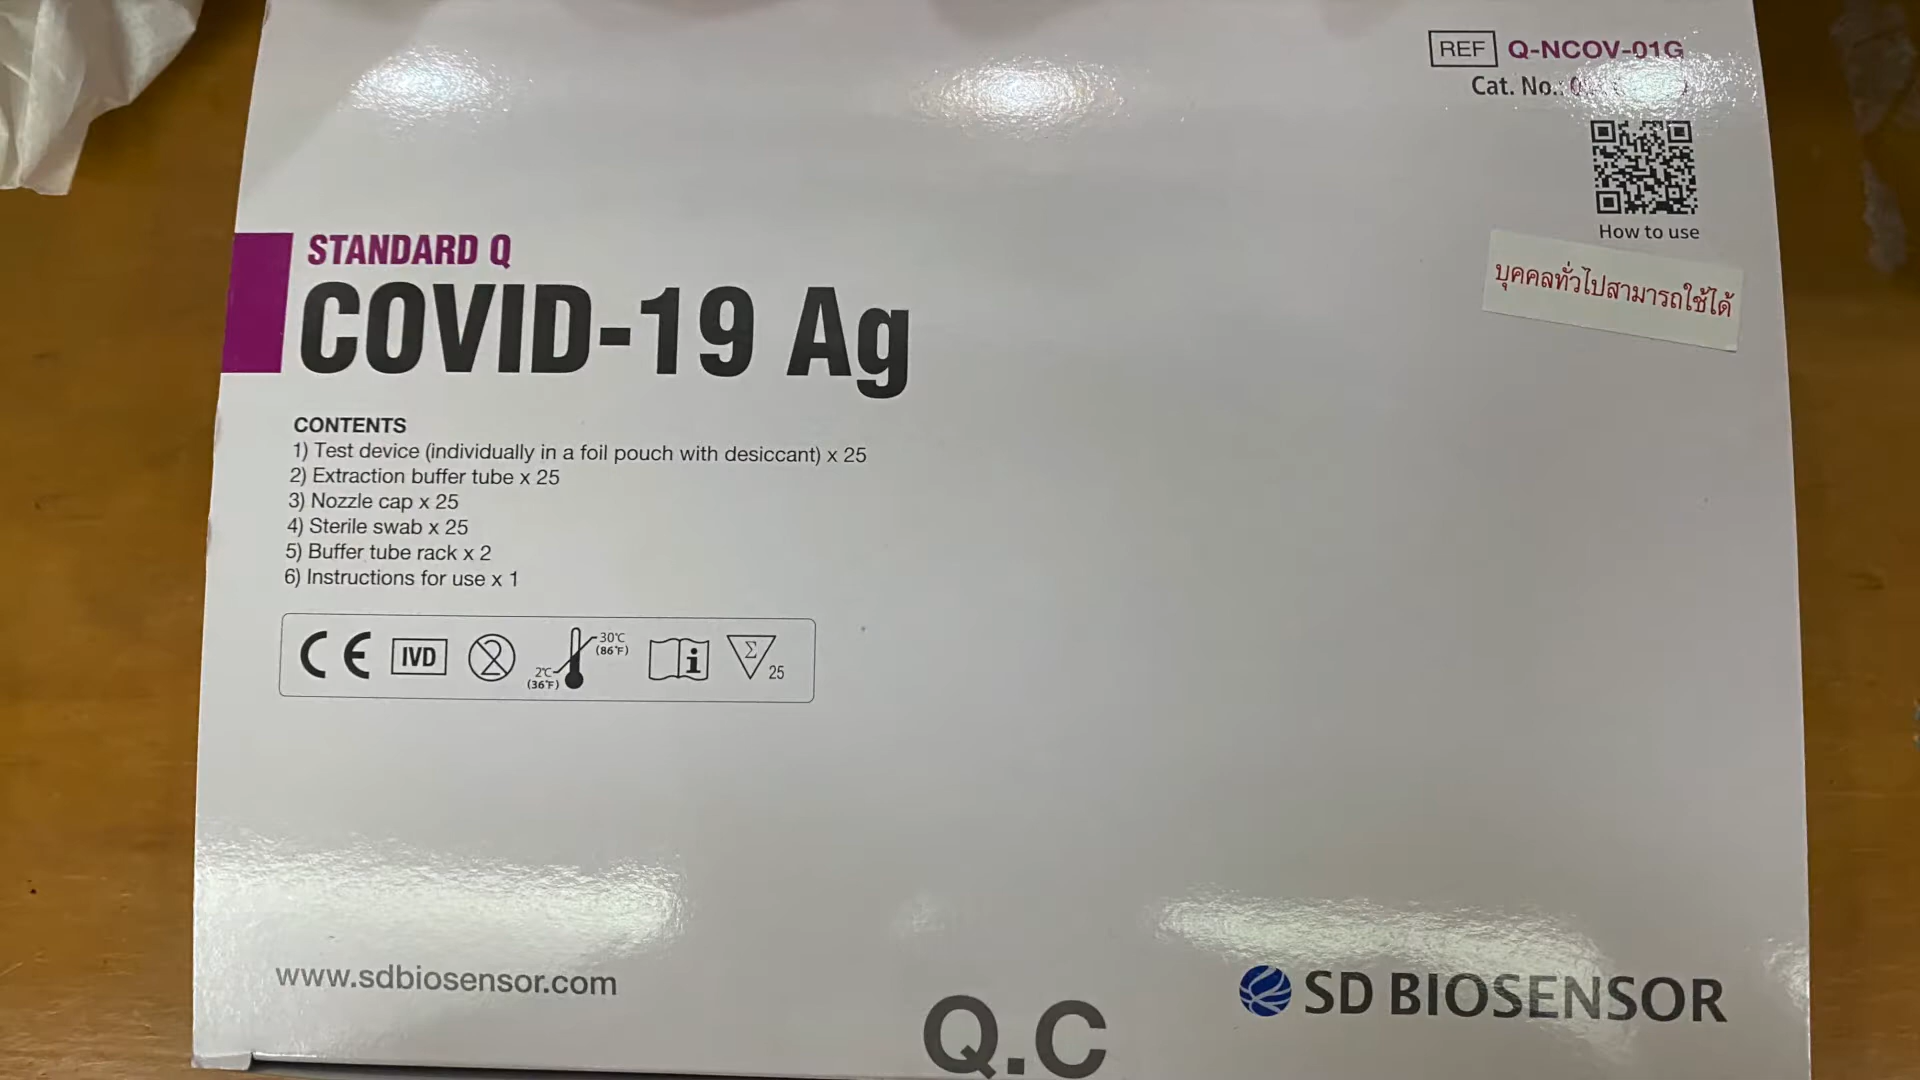 REF Q-NCOV-01G
Cat. No.:
How to use
บุคคลทั่วไปสามารถใช้ได้
STANDARD Q
COVID-19 Ag
CONTENTS
1) Test device (individually in a foil pouch with desiccant) x 25
2) Extraction buffer tube x 25
3) Nozzle cap x 25
4) Sterile swab x 25
5) Buffer tube rack x 2
6) Instructions for use x 1
CE IVD 2 2℃ (36℉) 30℃ (86℉) i Σ 25
www.sdbiosensor.com
Q.C
SD BIOSENSOR